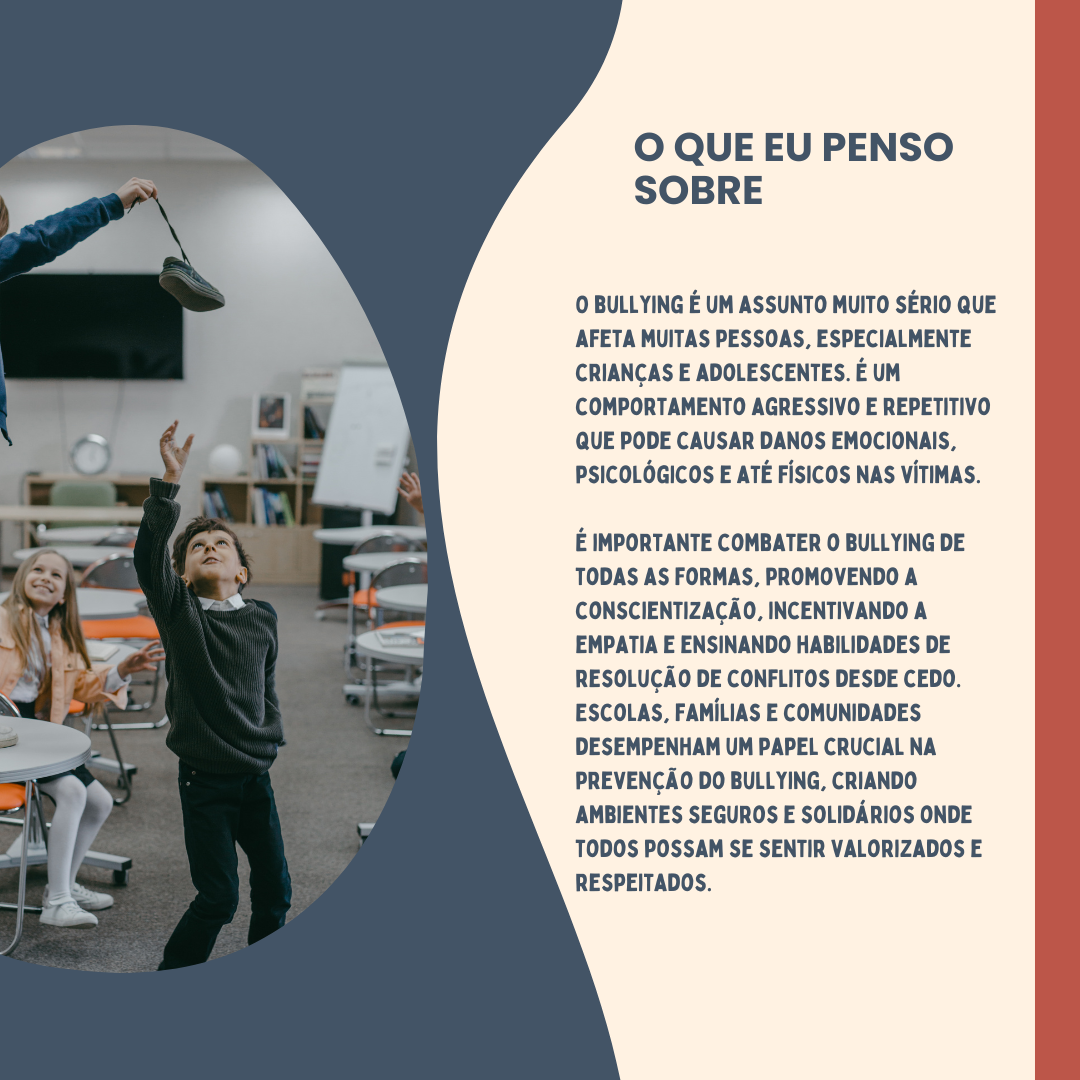 O QUE EU PENSO
SOBRE
O BULLYING É UM ASSUNTO MUITO SÉRIO QUE
AFETA MUITAS PESSOAS, ESPECIALMENTE
CRIANÇAS E ADOLESCENTES. É UM
COMPORTAMENTO AGRESSIVO E REPETITIVO
QUE PODE CAUSAR DANOS EMOCIONAIS,
PSICOLÓGICOS E ATÉ FÍSICOS NAS VÍTIMAS.
É IMPORTANTE COMBATER O BULLYING DE
TODAS AS FORMAS, PROMOVENDO A
CONSCIENTIZAÇÃO, INCENTIVANDO A
EMPATIA E ENSINANDO HABILIDADES DE
RESOLUÇÃO DE CONFLITOS DESDE CEDO.
ESCOLAS, FAMÍLIAS E COMUNIDADES
DESEMPENHAM UM PAPEL CRUCIAL NA
PREVENÇÃO DO BULLYING, CRIANDO
AMBIENTES SEGUROS E SOLIDÁRIOS ONDE
TODOS POSSAM SE SENTIR VALORIZADOS E
RESPEITADOS.